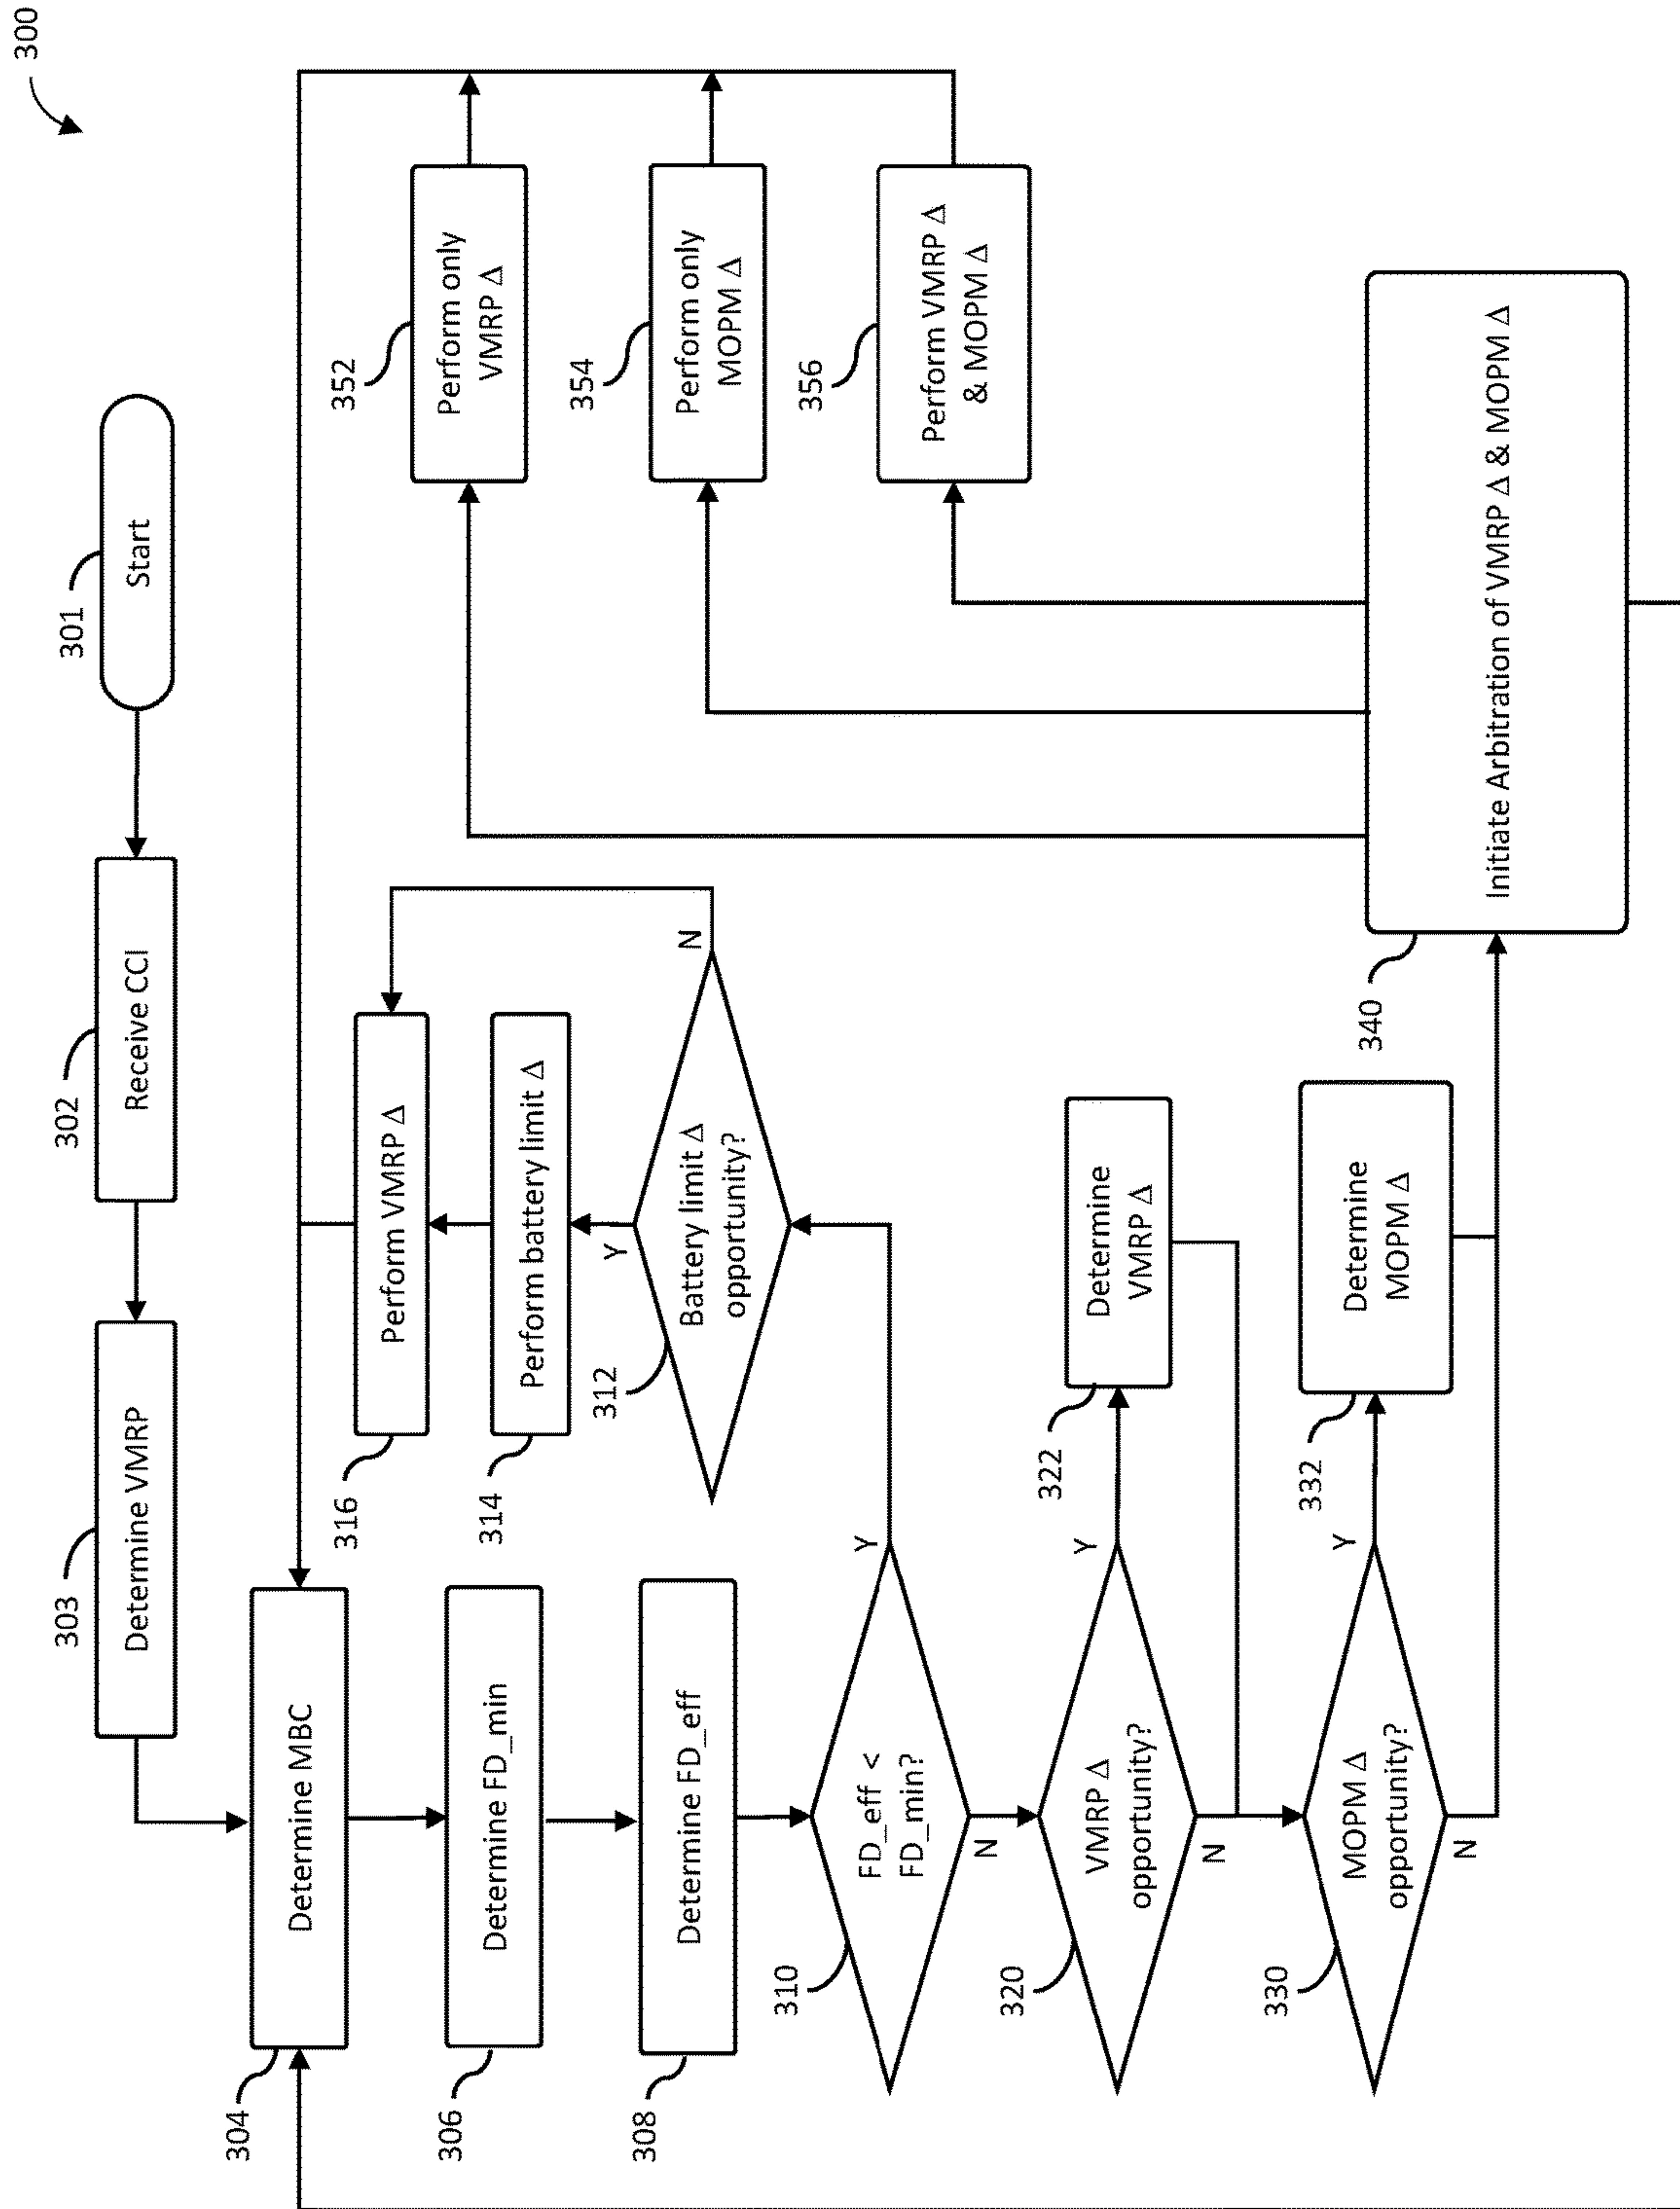 300
301
Start
302
Receive CCI
303
Determine VMRP
304
Determine MBC
306
Determine FD_min
308
Determine FD_eff
310
FD_eff <
FD_min?
Y
N
312
Battery limit Δ
opportunity?
Y
N
314
Perform battery limit Δ
316
Perform VMRP Δ
320
VMRP Δ
opportunity?
Y
N
322
Determine
VMRP Δ
330
MOPM Δ
opportunity?
Y
N
332
Determine
MOPM Δ
340
Initiate Arbitration of VMRP Δ & MOPM Δ
352
Perform only
VMRP Δ
354
Perform only
MOPM Δ
356
Perform VMRP Δ
& MOPM Δ